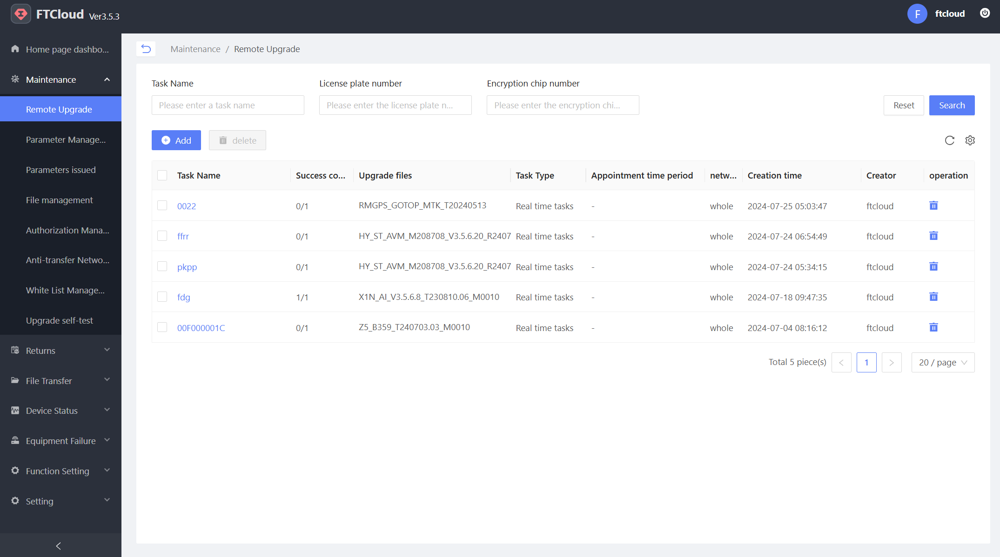 FTCloud Ver3.5.3
F ftcloud
Home page dashbo...
Maintenance
Remote Upgrade
Parameter Manage...
Parameters issued
File management
Authorization Mana...
Anti-transfer Netwo...
White List Manage...
Upgrade self-test
Returns
File Transfer
Device Status
Equipment Failure
Function Setting
Setting
Maintenance / Remote Upgrade
Task Name License plate number Encryption chip number
Please enter a task name Please enter the license plate n... Please enter the encryption chi... Reset Search
Add delete
Task Name Success co... Upgrade files Task Type Appointment time period netw... Creation time Creator operation
0022 0/1 RMGPS_GOTOP_MTK_T20240513 Real time tasks - whole 2024-07-25 05:03:47 ftcloud
ffrr 0/1 HY_ST_AVM_M208708_V3.5.6.20_R2407 Real time tasks - whole 2024-07-24 06:54:49 ftcloud
pkpp 0/1 HY_ST_AVM_M208708_V3.5.6.20_R2407 Real time tasks - whole 2024-07-24 05:34:15 ftcloud
fdg 1/1 X1N_AI_V3.5.6.8_T230810.06_M0010 Real time tasks - whole 2024-07-18 09:47:35 ftcloud
00F000001C 0/1 Z5_B359_T240703.03_M0010 Real time tasks - whole 2024-07-04 08:16:12 ftcloud
Total 5 piece(s) < 1 > 20 / page